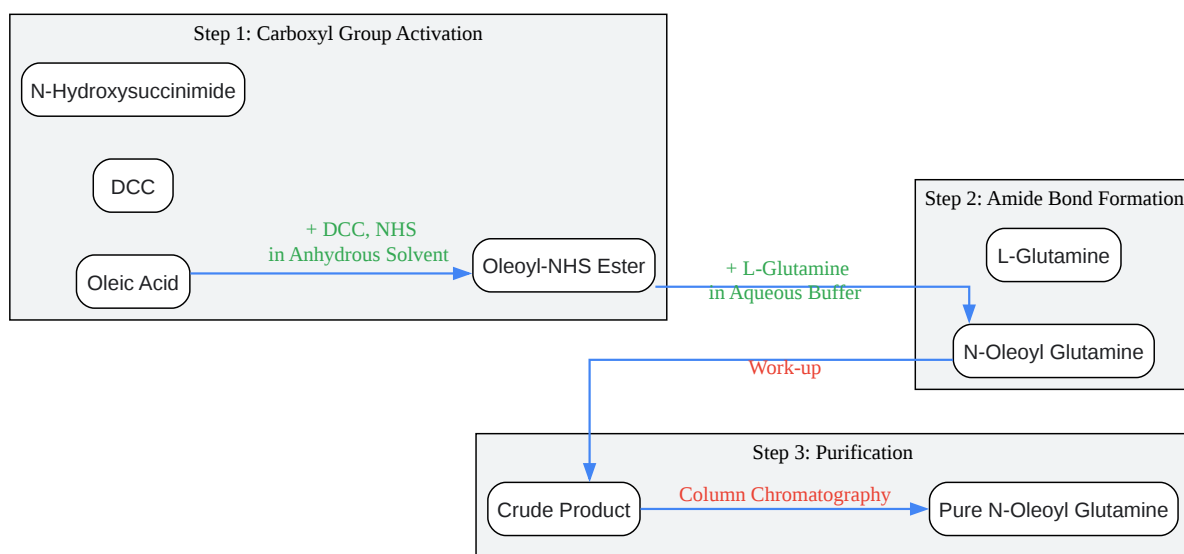 Step 1: Carboxyl Group Activation
N-Hydroxysuccinimide
DCC
Oleic Acid
+ DCC, NHS
in Anhydrous Solvent
Oleoyl-NHS Ester
+ L-Glutamine
in Aqueous Buffer
Step 2: Amide Bond Formation
L-Glutamine
N-Oleoyl Glutamine
Work-up
Step 3: Purification
Crude Product
Column Chromatography
Pure N-Oleoyl Glutamine